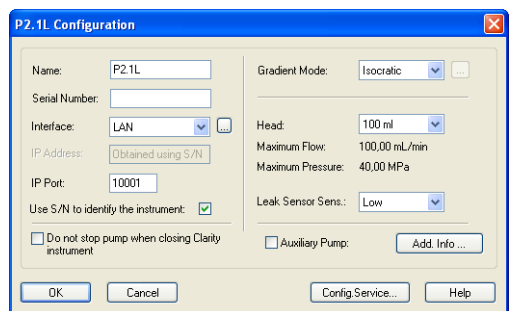 P2.1L Configuration
Name: P2.1L
Serial Number:
Interface: LAN ...
IP Address: Obtained using S/N
IP Port: 10001
Use S/N to identify the instrument:
Do not stop pump when closing Clarity
instrument
Gradient Mode: Isocratic ...
Head: 100 ml
Maximum Flow: 100,00 mL/min
Maximum Pressure: 40,00 MPa
Leak Sensor Sens.: Low
Auxiliary Pump: Add. Info ...
OK Cancel Config.Service... Help